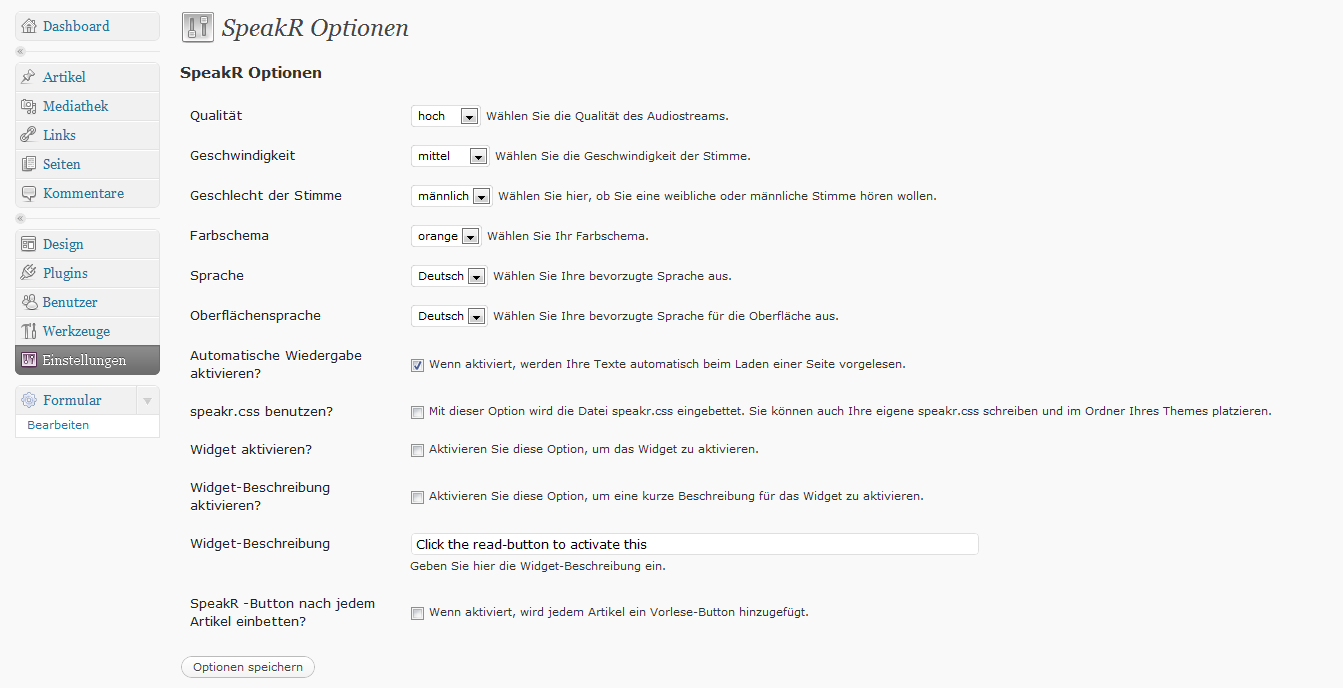 Dashboard
Artikel
Mediathek
Links
Seiten
Kommentare
Design
Plugins
Benutzer
Werkzeuge
Einstellungen
Formular
Bearbeiten
SpeakR Optionen
SpeakR Optionen
Qualität hoch Wählen Sie die Qualität des Audiostreams.
Geschwindigkeit mittel Wählen Sie die Geschwindigkeit der Stimme.
Geschlecht der Stimme männlich Wählen Sie hier, ob Sie eine weibliche oder männliche Stimme hören wollen.
Farbschema orange Wählen Sie Ihr Farbschema.
Sprache Deutsch Wählen Sie Ihre bevorzugte Sprache aus.
Oberflächensprache Deutsch Wählen Sie Ihre bevorzugte Sprache für die Oberfläche aus.
Automatische Wiedergabe
aktivieren?
Wenn aktiviert, werden Ihre Texte automatisch beim Laden einer Seite vorgelesen.
speakr.css benutzen? Mit dieser Option wird die Datei speakr.css eingebettet. Sie können auch Ihre eigene speakr.css schreiben und im Ordner Ihres Themes platzieren.
Widget aktivieren? Aktivieren Sie diese Option, um das Widget zu aktivieren.
Widget-Beschreibung
aktivieren?
Aktivieren Sie diese Option, um eine kurze Beschreibung für das Widget zu aktivieren.
Widget-Beschreibung Click the read-button to activate this
Geben Sie hier die Widget-Beschreibung ein.
SpeakR -Button nach jedem
Artikel einbetten?
Wenn aktiviert, wird jedem Artikel ein Vorlese-Button hinzugefügt.
Optionen speichern